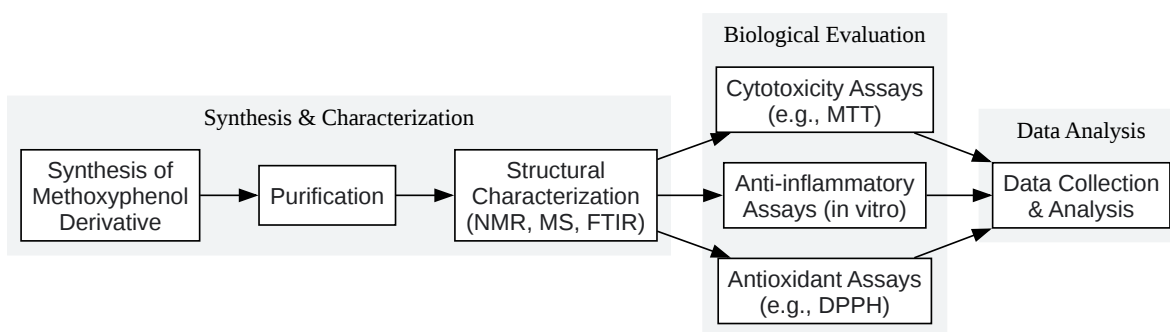 Synthesis & Characterization
Synthesis of
Methoxyphenol
Derivative
Purification
Structural
Characterization
(NMR, MS, FTIR)
Biological Evaluation
Cytotoxicity Assays
(e.g., MTT)
Anti-inflammatory
Assays (in vitro)
Antioxidant Assays
(e.g., DPPH)
Data Analysis
Data Collection
& Analysis